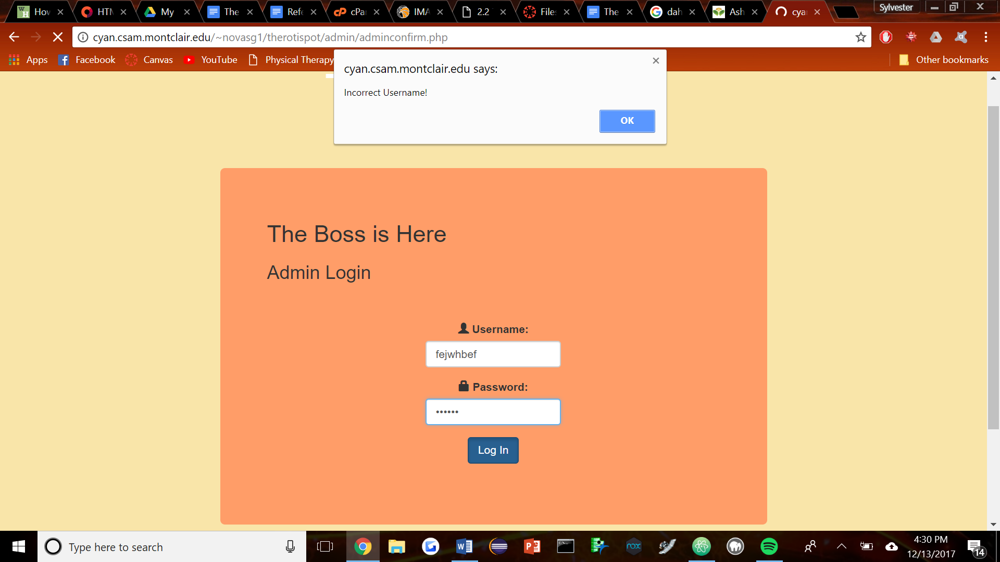 How
HTM
My
The
Refe
cPa
IMA
2.2
Files
The
dah
Ash
cya
Sylvester
cyan.csam.montclair.edu/~novasg1/therotispot/admin/adminconfirm.php
Apps
Facebook
Canvas
YouTube
Physical Therapy
Other bookmarks
cyan.csam.montclair.edu says:
Incorrect Username!
OK
The Boss is Here
Admin Login
Username:
fejwhbef
Password:
••••••
Log In
Type here to search
nox
4:30 PM
12/13/2017
14